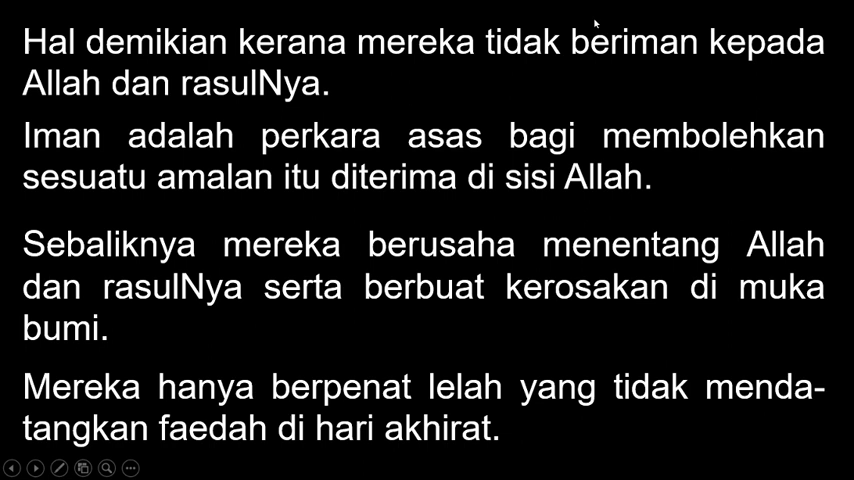 Hal demikian kerana mereka tidak beriman kepada
Allah dan rasulNya.
Iman adalah perkara asas bagi membolehkan
sesuatu amalan itu diterima di sisi Allah.
Sebaliknya mereka berusaha menentang Allah
dan rasulNya serta berbuat kerosakan di muka
bumi.
Mereka hanya berpenat lelah yang tidak menda-
tangkan faedah di hari akhirat.